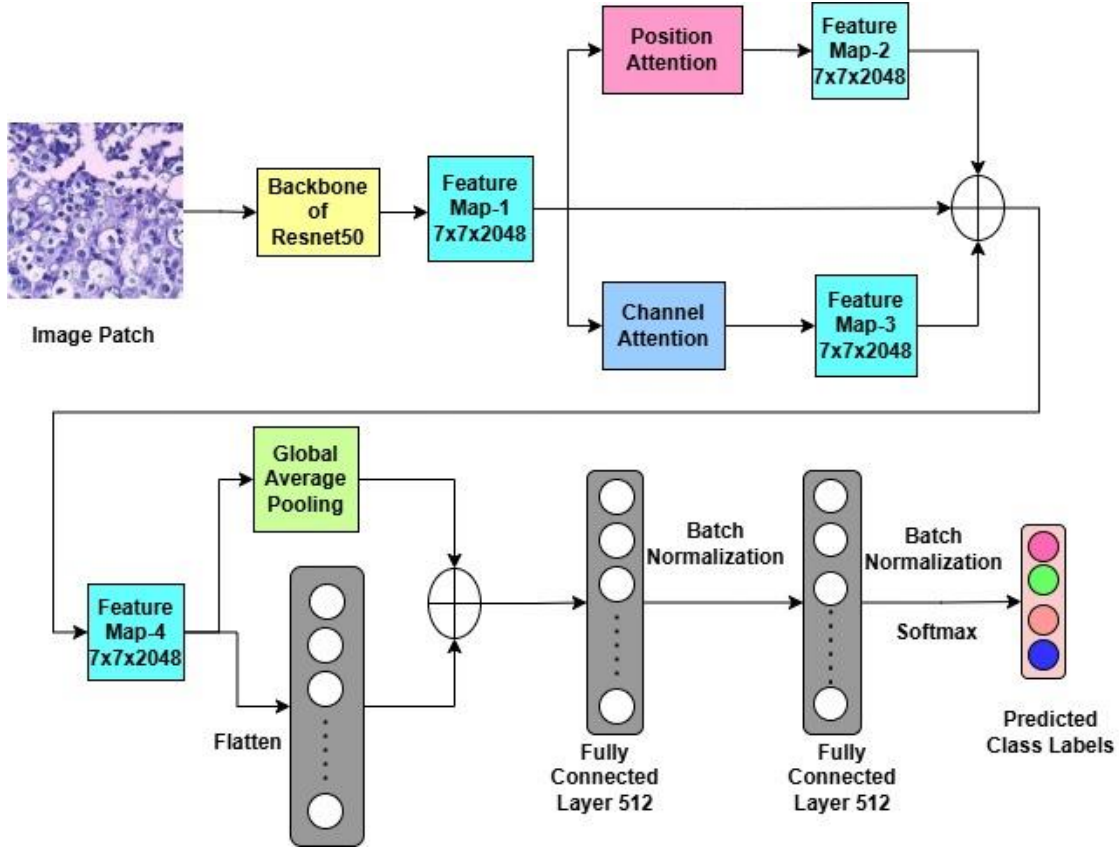 Position
Attention
Feature
Map-2
7x7x2048
Backbone
of
Resnet50
Feature
Map-1
7x7x2048
Image Patch
Channel
Attention
Feature
Map-3
7x7x2048
Global
Average
Pooling
Feature
Map-4
7x7x2048
Flatten
Batch
Normalization
Batch
Normalization
Softmax
Fully
Connected
Layer 512
Fully
Connected
Layer 512
Predicted
Class Labels